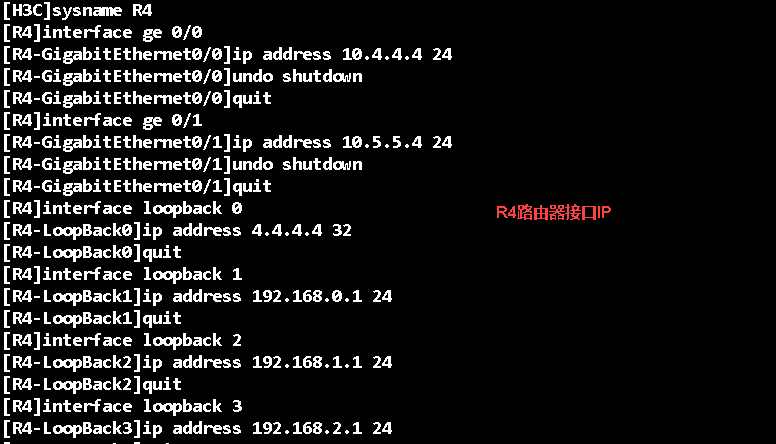 [H3C]sysname R4
[R4]interface ge 0/0
[R4-GigabitEthernet0/0]ip address 10.4.4.4 24
[R4-GigabitEthernet0/0]undo shutdown
[R4-GigabitEthernet0/0]quit
[R4]interface ge 0/1
[R4-GigabitEthernet0/1]ip address 10.5.5.4 24
[R4-GigabitEthernet0/1]undo shutdown
[R4-GigabitEthernet0/1]quit
[R4]interface loopback 0
R4路由器接口IP
[R4-LoopBack0]ip address 4.4.4.4 32
[R4-LoopBack0]quit
[R4]interface loopback 1
[R4-LoopBack1]ip address 192.168.0.1 24
[R4-LoopBack1]quit
[R4]interface loopback 2
[R4-LoopBack2]ip address 192.168.1.1 24
[R4-LoopBack2]quit
[R4]interface loopback 3
[R4-LoopBack3]ip address 192.168.2.1 24